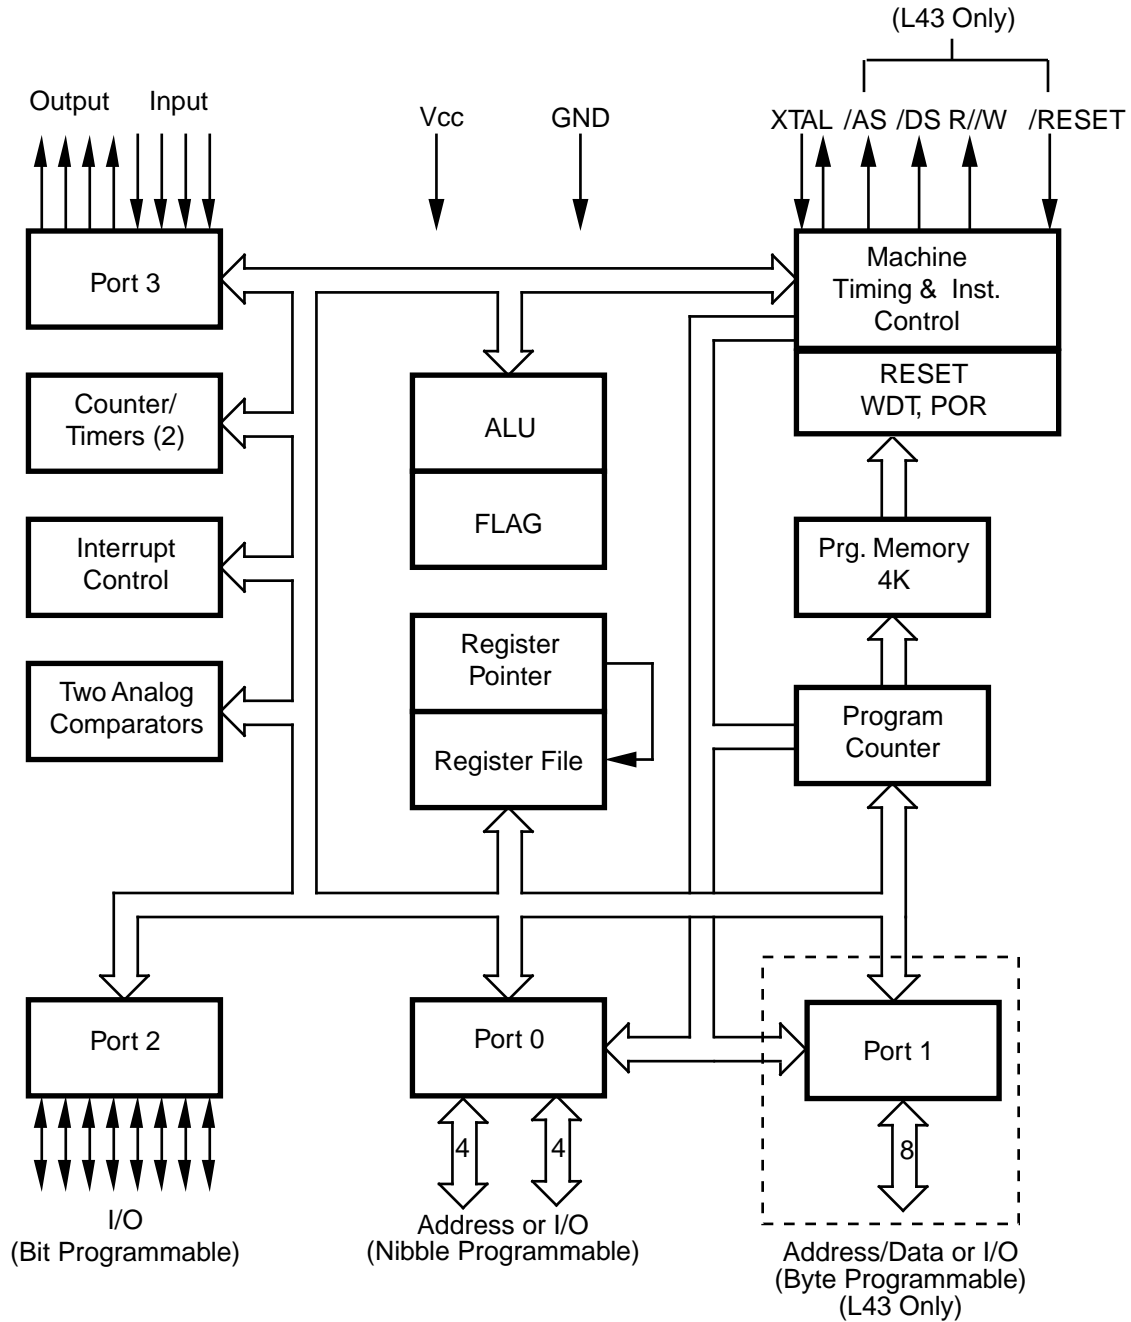 (L43 Only)
Output Input
Vcc
GND
XTAL /AS /DS R//W /RESET
Port 3
Machine
Timing & Inst.
Control
RESET
WDT, POR
Counter/
Timers (2)
ALU
FLAG
Interrupt
Control
Prg. Memory
4K
Register
Pointer
Two Analog
Comparators
Register File
Program
Counter
Port 2
Port 0
Port 1
4
4
8
I/O
(Bit Programmable)
Address or I/O
(Nibble Programmable)
Address/Data or I/O
(Byte Programmable)
(L43 Only)